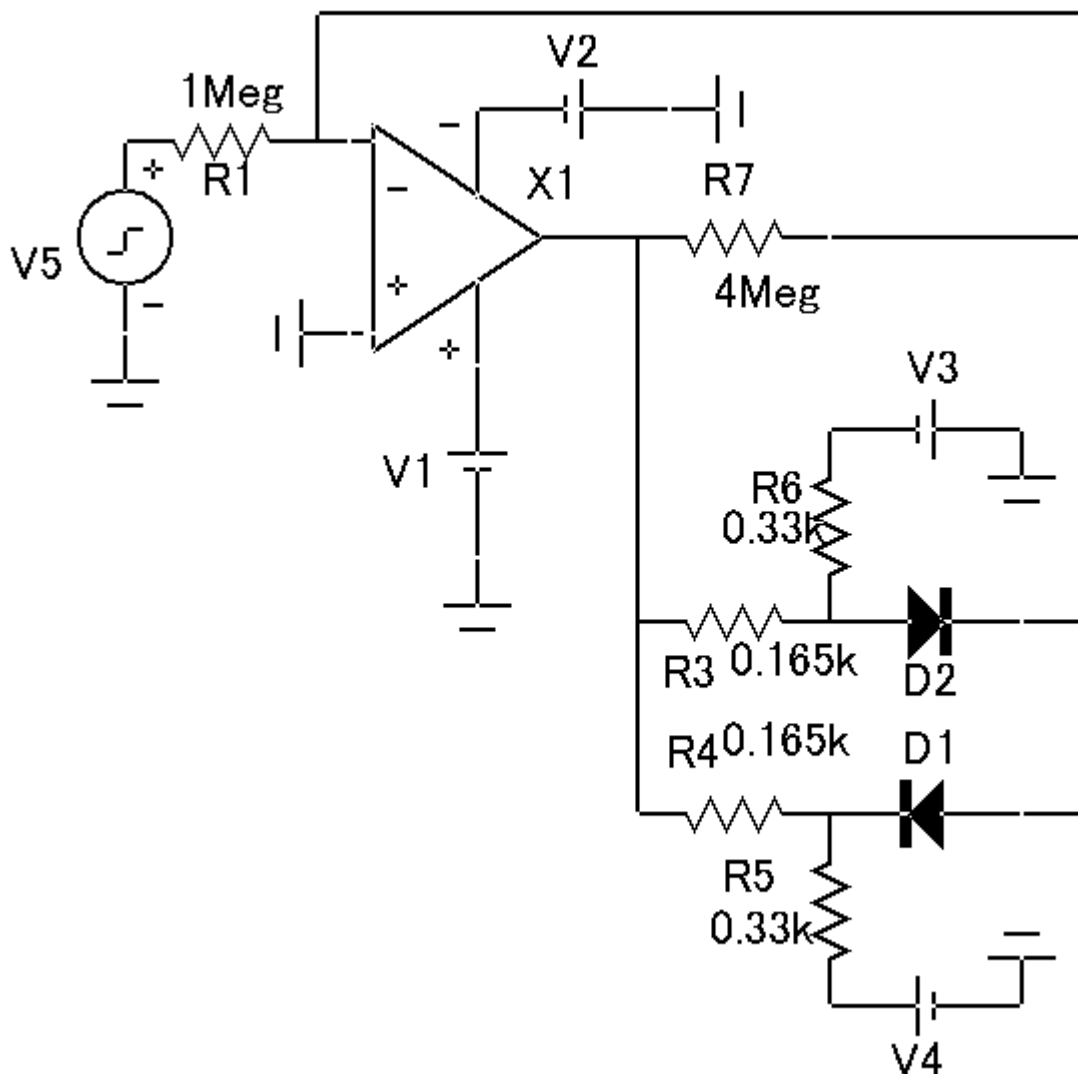 V2
1Meg
−
R1
+
−
X1
R7
V5
−
+
4Meg
+
V1
V3
R6
0.33k
R3
0.165k
D2
R4
0.165k
D1
R5
0.33k
V4